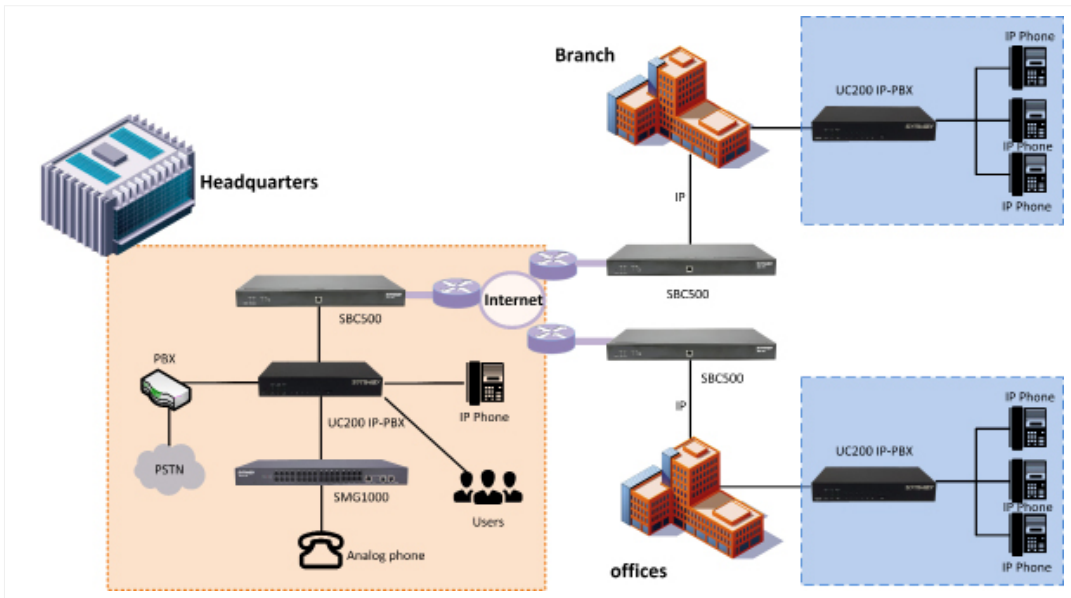 Headquarters
SBC500
Internet
PBX
UC200 IP-PBX
IP Phone
PSTN
SMG1000
Users
Analog phone
Branch
IP
SBC500
UC200 IP-PBX
IP Phone
IP Phone
IP Phone
SBC500
IP
offices
UC200 IP-PBX
IP Phone
IP Phone
IP Phone